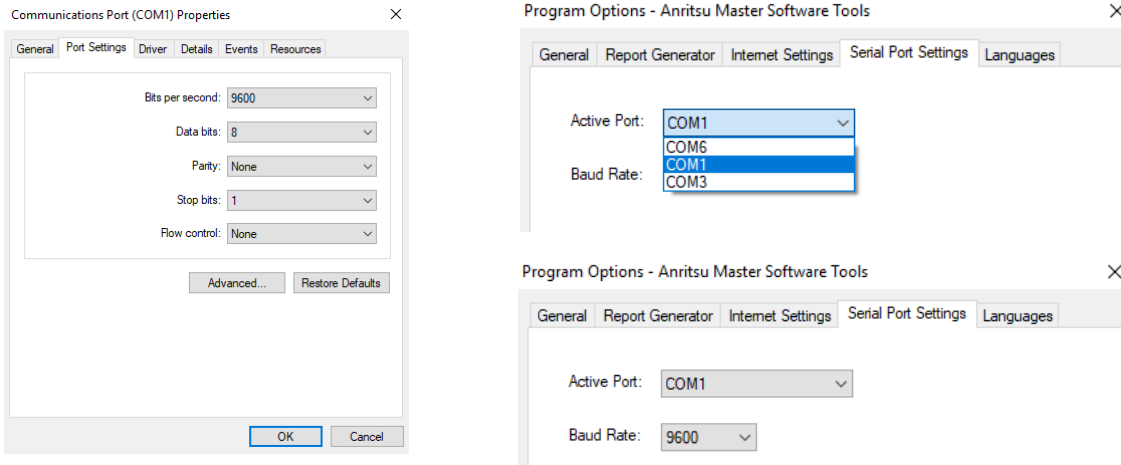 Communications Port (COM1) Properties
General Port Settings Driver Details Events Resources
Bits per second: 9600
Data bits: 8
Parity: None
Stop bits: 1
Flow control: None
Advanced... Restore Defaults
OK Cancel
Program Options - Anritsu Master Software Tools
General Report Generator Internet Settings Serial Port Settings Languages
Active Port: COM1
COM6
COM1
Baud Rate:
COM3
Program Options - Anritsu Master Software Tools
General Report Generator Internet Settings Serial Port Settings Languages
Active Port: COM1
Baud Rate: 9600